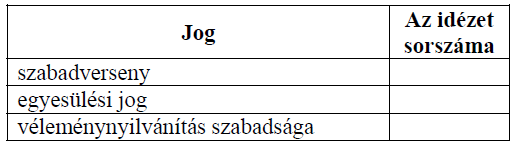 Jog Az idézet sorszáma
szabadverseny
egyesülési jog
véleménynyilvánítás szabadsága